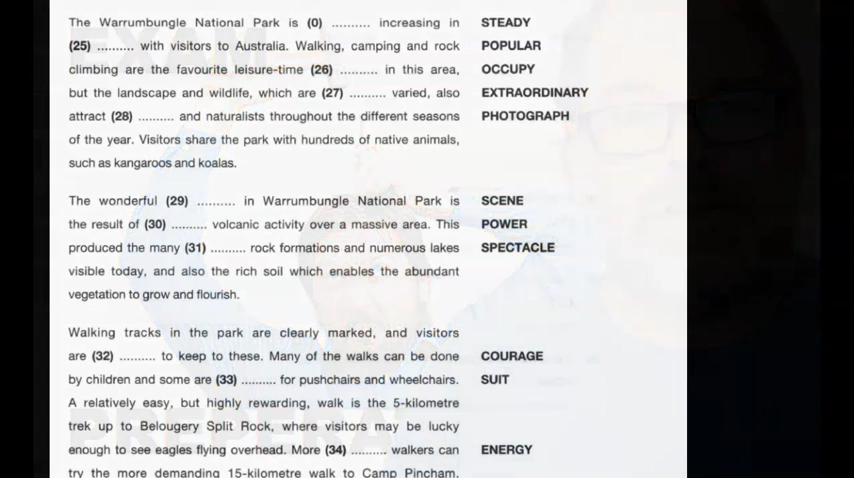 The Warrumbungle National Park is (0) .......... increasing in STEADY
(25) .......... with visitors to Australia. Walking, camping and rock POPULAR
climbing are the favourite leisure-time (26) .......... in this area, OCCUPY
but the landscape and wildlife, which are (27) .......... varied, also EXTRAORDINARY
attract (28) .......... and naturalists throughout the different seasons PHOTOGRAPH
of the year. Visitors share the park with hundreds of native animals,
such as kangaroos and koalas.
The wonderful (29) .......... in Warrumbungle National Park is SCENE
the result of (30) .......... volcanic activity over a massive area. This POWER
produced the many (31) .......... rock formations and numerous lakes SPECTACLE
visible today, and also the rich soil which enables the abundant
vegetation to grow and flourish.
Walking tracks in the park are clearly marked, and visitors
are (32) .......... to keep to these. Many of the walks can be done COURAGE
by children and some are (33) .......... for pushchairs and wheelchairs. SUIT
A relatively easy, but highly rewarding, walk is the 5-kilometre
trek up to Belougery Split Rock, where visitors may be lucky
enough to see eagles flying overhead. More (34) .......... walkers can ENERGY
try the more demanding 15-kilometre walk to Camp Pincham.
EXAM
PREPERA